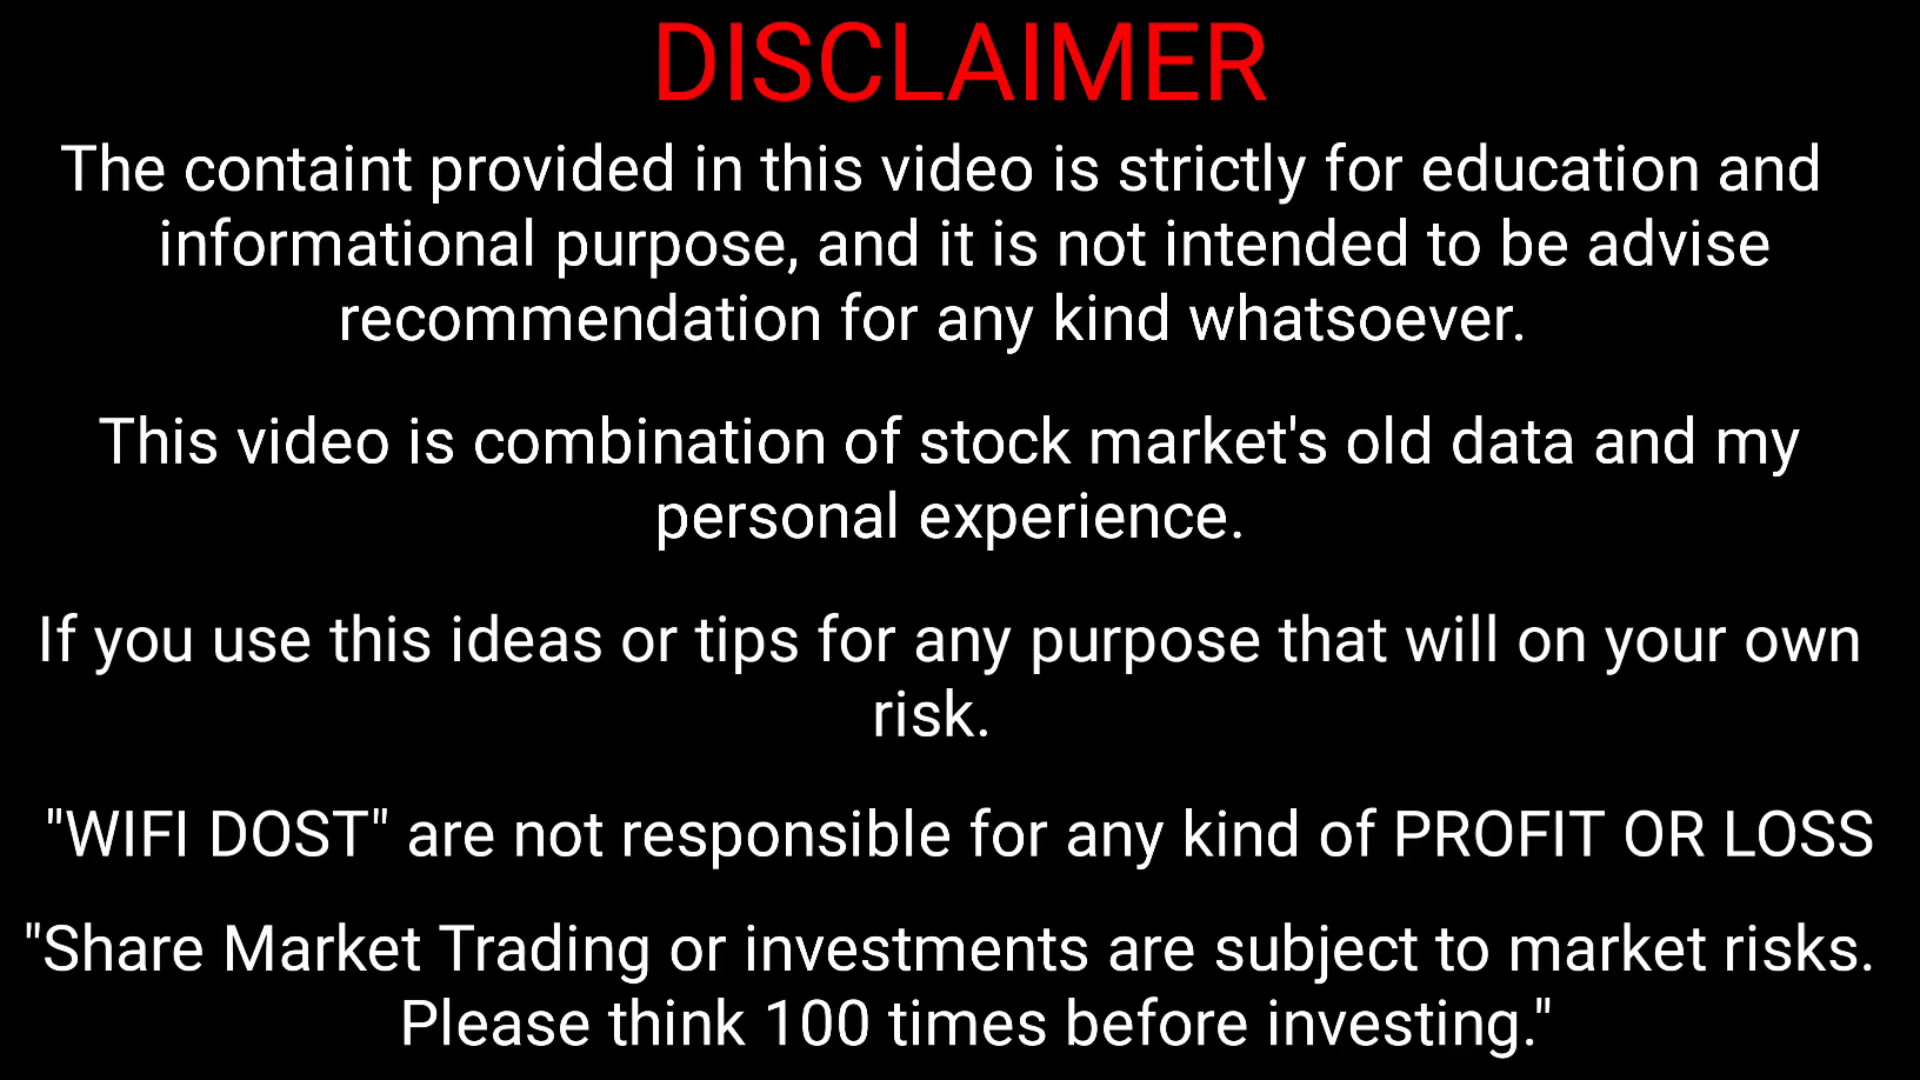 DISCLAIMER
The containt provided in this video is strictly for education and
informational purpose, and it is not intended to be advise
recommendation for any kind whatsoever.
This video is combination of stock market's old data and my
personal experience.
If you use this ideas or tips for any purpose that will on your own
risk.
"WIFI DOST" are not responsible for any kind of PROFIT OR LOSS
"Share Market Trading or investments are subject to market risks.
Please think 100 times before investing."